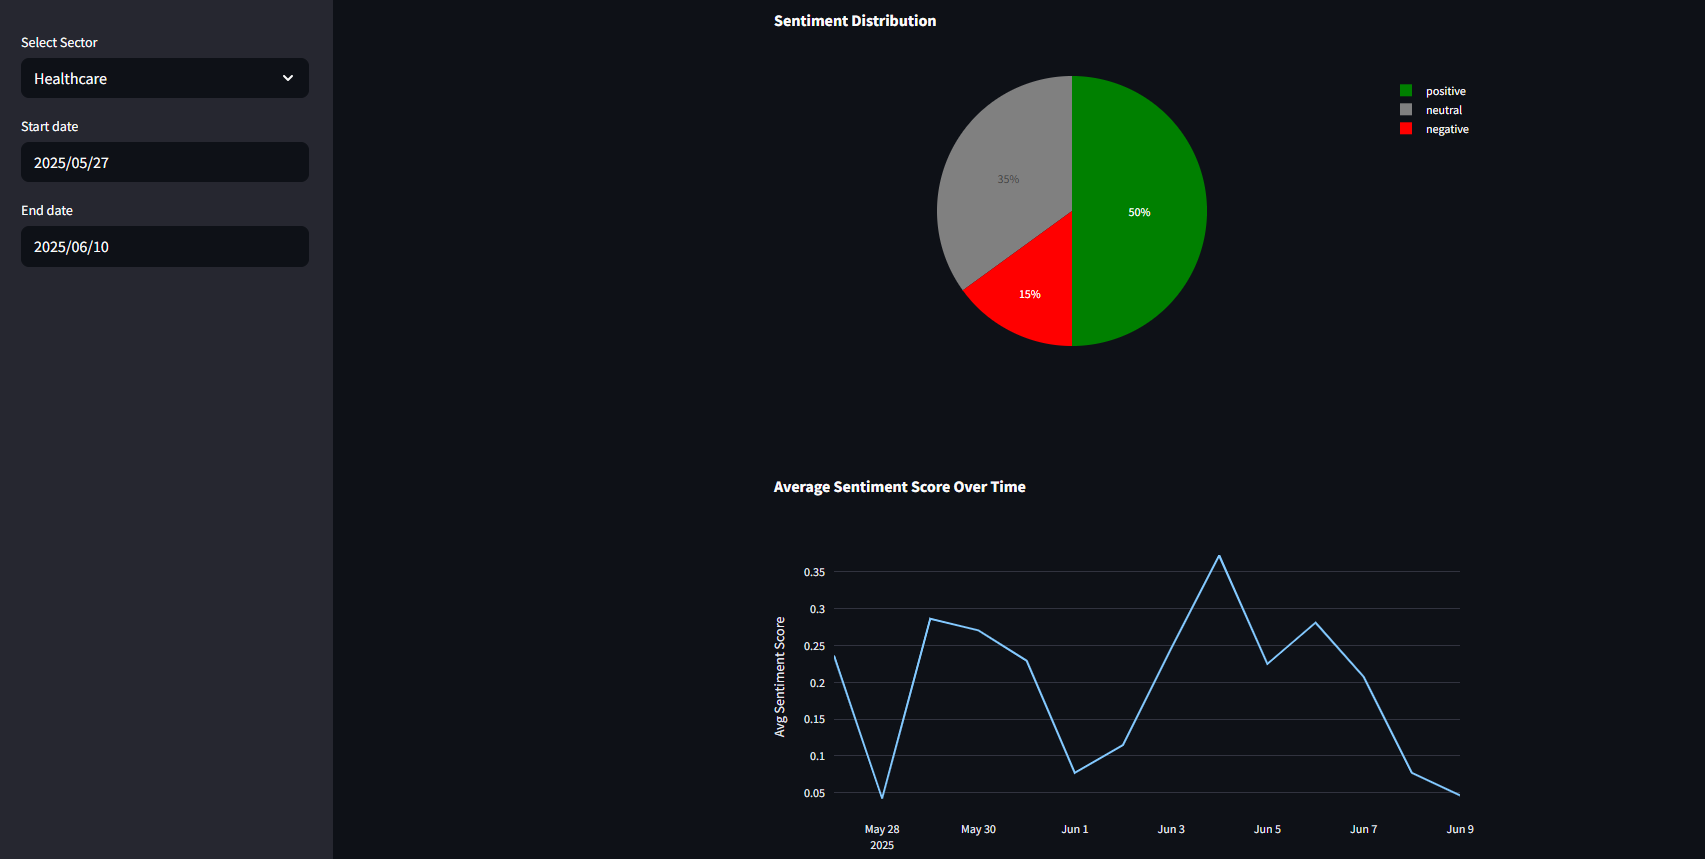 Select Sector
Healthcare
Start date
2025/05/27
End date
2025/06/10
Sentiment Distribution
positive
neutral
negative
35%
50%
15%
Average Sentiment Score Over Time
Avg Sentiment Score
0.35
0.3
0.25
0.2
0.15
0.1
0.05
May 28 May 30 Jun 1 Jun 3 Jun 5 Jun 7 Jun 9
2025